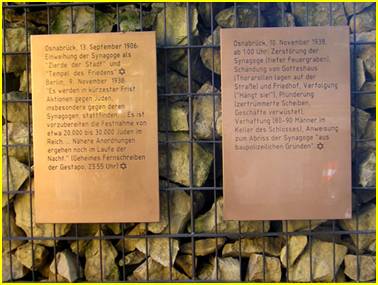 Osnabrück, 13. September 1906:
Einweihung der Synagoge als
"Zierde der Stadt" und
"Tempel des Friedens" ✡
Berlin, 9. November 1938:
"Es werden in kürzester Frist
Aktionen gegen Juden,
insbesondere gegen deren
Synagogen, stattfinden. ... Es ist
vorzubereiten die Festnahme von
etwa 20.000 bis 30.000 Juden im
Reich. ... Nähere Anordnungen
ergehen noch im Laufe der
Nacht." (Geheimes Fernschreiben
der Gestapo, 23.55 Uhr) ✡
Osnabrück, 10. November 1938,
ab 1.00 Uhr: Zerstörung der
Synagoge (tiefer Feuergraben),
Schändung von Gotteshaus
(Thorarollen lagen auf der
Straße) und Friedhof, Verfolgung
("Hängt sie!"), Plünderung
(zertrümmerte Scheiben,
Geschäfte verwüstet),
Verhaftung (80-90 Männer im
Keller des Schlosses), Anweisung
zum Abriss der Synagoge "aus
baupolizeilichen Gründen". ✡